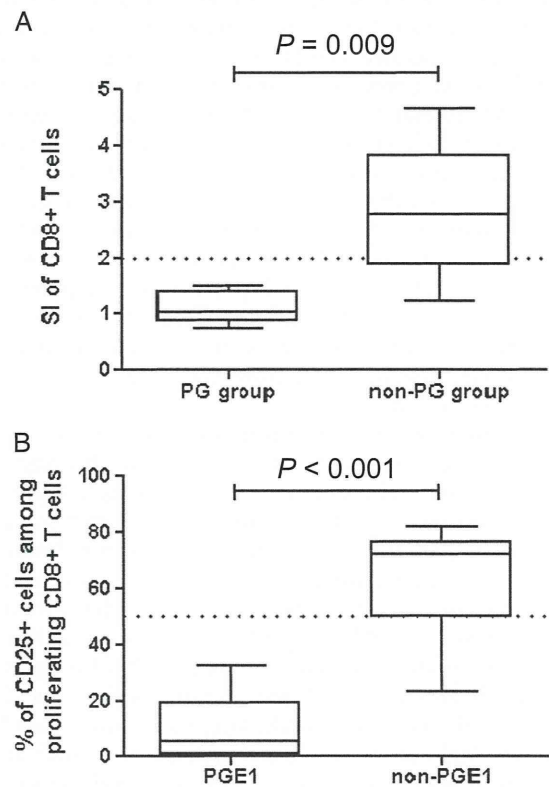 A
P = 0.009
SI of CD8+ T cells
5
4
3
2
1
0
PG group
non-PG group
B
P < 0.001
% of CD25+ cells among
proliferating CD8+ T cells
100
80
60
40
20
0
PGE1
non-PGE1